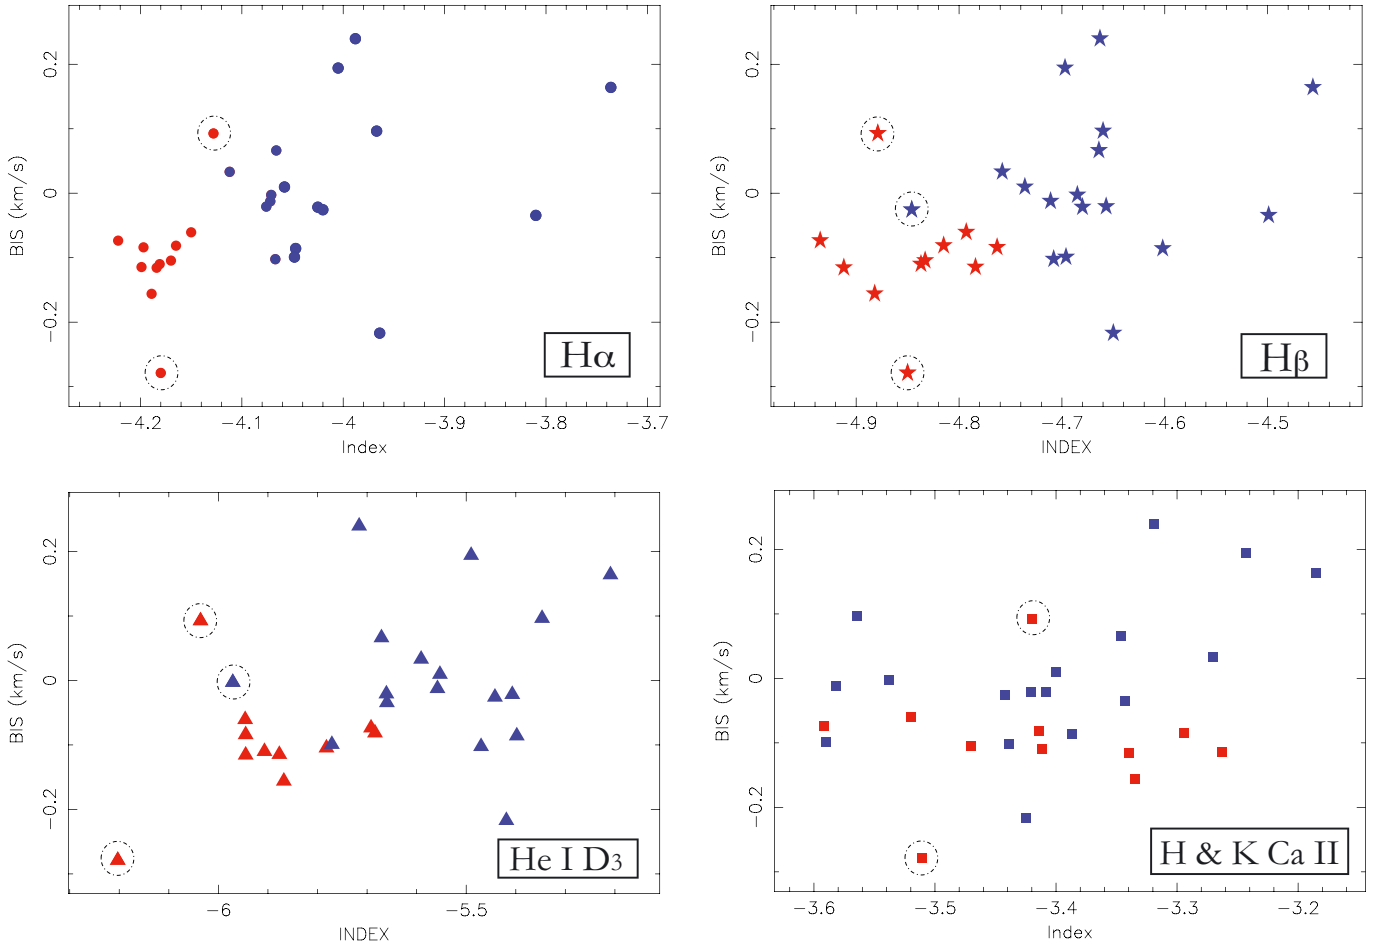 BIS (km/s)
0.2
0
−0.2
Hα
−4.2 −4.1 −4 −3.9 −3.8 −3.7
Index
BIS (km/s)
0.2
0
−0.2
Hβ
−4.9 −4.8 −4.7 −4.6 −4.5
INDEX
BIS (km/s)
0.2
0
−0.2
He I D3
−6 −5.5
INDEX
BIS (km/s)
0.2
0
−0.2
H & K Ca II
−3.6 −3.5 −3.4 −3.3 −3.2
Index